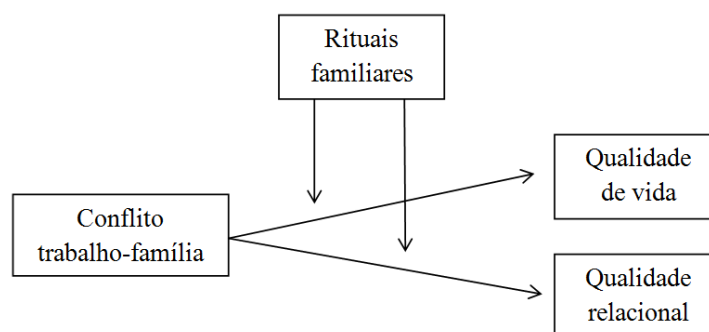 Rituais
familiares
Conflito
trabalho-família
Qualidade
de vida
Qualidade
relacional